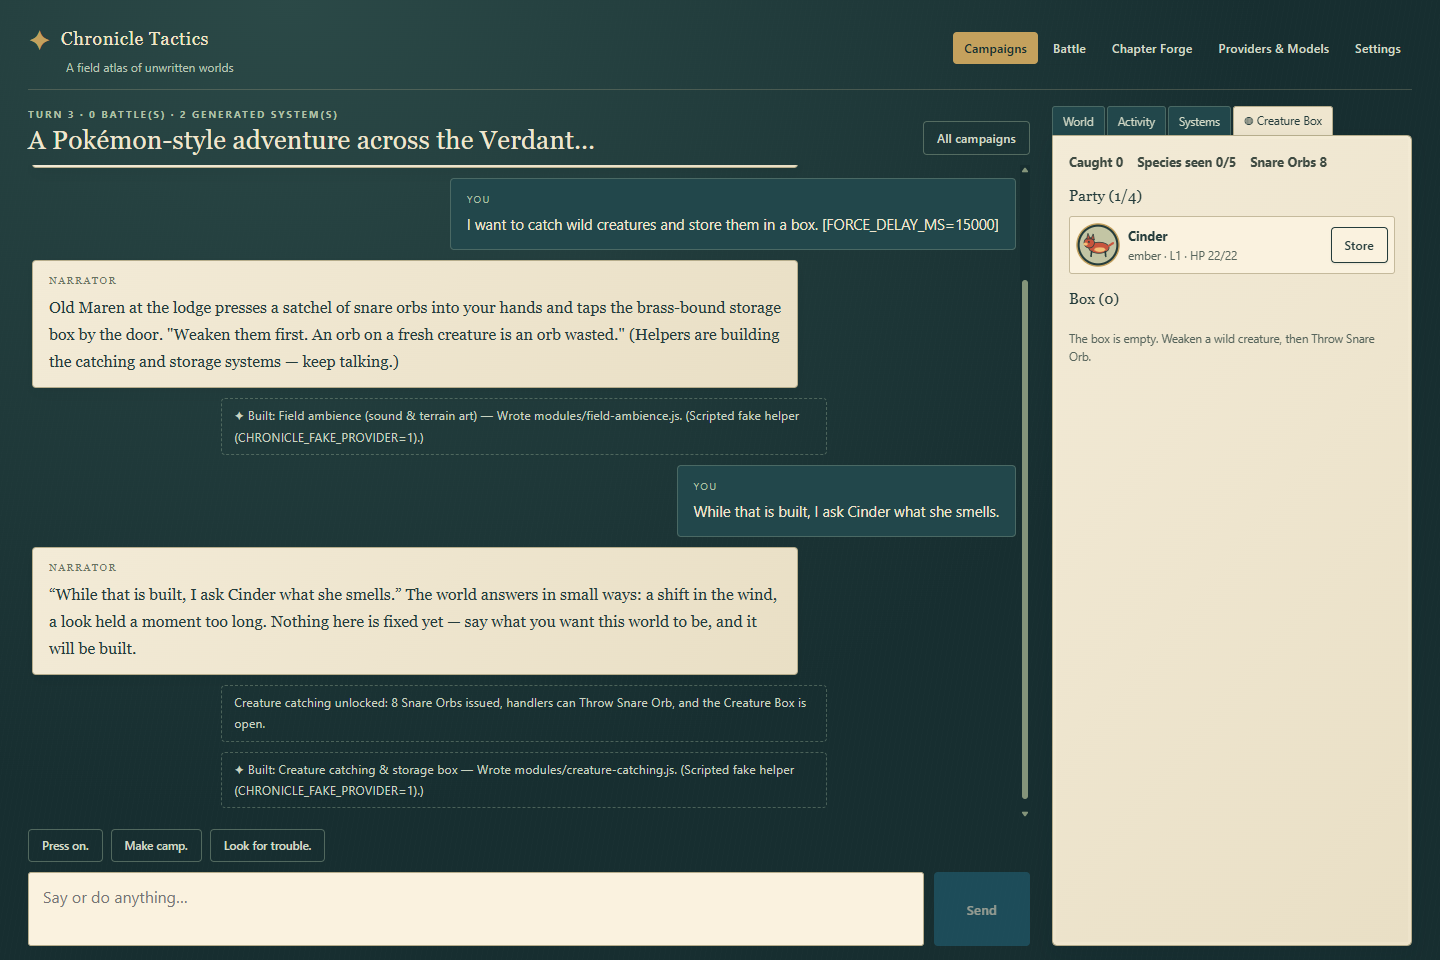 Chronicle Tactics
A field atlas of unwritten worlds
Campaigns
Battle
Chapter Forge
Providers & Models
Settings
TURN 3 · 0 BATTLE(S) · 2 GENERATED SYSTEM(S)
A Pokémon-style adventure across the Verdant...
All campaigns
YOU
I want to catch wild creatures and store them in a box. [FORCE_DELAY_MS=15000]
NARRATOR
Old Maren at the lodge presses a satchel of snare orbs into your hands and taps the brass-bound storage
box by the door. "Weaken them first. An orb on a fresh creature is an orb wasted." (Helpers are building
the catching and storage systems — keep talking.)
✦ Built: Field ambience (sound & terrain art) — Wrote modules/field-ambience.js. (Scripted fake helper
(CHRONICLE_FAKE_PROVIDER=1).)
YOU
While that is built, I ask Cinder what she smells.
NARRATOR
“While that is built, I ask Cinder what she smells.” The world answers in small ways: a shift in the wind,
a look held a moment too long. Nothing here is fixed yet — say what you want this world to be, and it
will be built.
Creature catching unlocked: 8 Snare Orbs issued, handlers can Throw Snare Orb, and the Creature Box is
open.
✦ Built: Creature catching & storage box — Wrote modules/creature-catching.js. (Scripted fake helper
(CHRONICLE_FAKE_PROVIDER=1).)
Press on.
Make camp.
Look for trouble.
Say or do anything...
Send
World
Activity
Systems
Creature Box
Caught 0 Species seen 0/5 Snare Orbs 8
Party (1/4)
Cinder
ember · L1 · HP 22/22
Store
Box (0)
The box is empty. Weaken a wild creature, then Throw Snare
Orb.